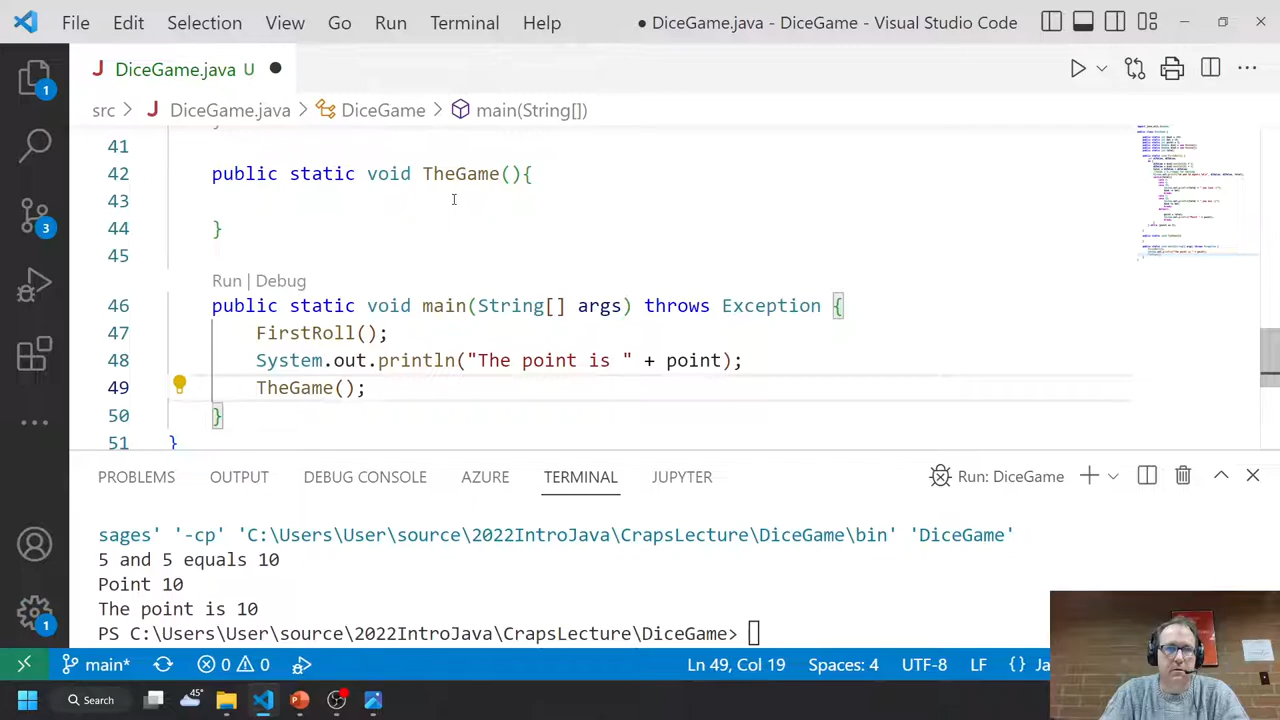 File Edit Selection View Go Run Terminal Help
● DiceGame.java - DiceGame - Visual Studio Code
J DiceGame.java U ●
src > J DiceGame.java > DiceGame > main(String[])
41
42 public static void TheGame(){
43
44 }
45
Run | Debug
46 public static void main(String[] args) throws Exception {
47 FirstRoll();
48 System.out.println("The point is " + point);
49 TheGame();
50 }
51 }
PROBLEMS OUTPUT DEBUG CONSOLE AZURE TERMINAL JUPYTER
Run: DiceGame
sages' '-cp' 'C:\Users\User\source\2022IntroJava\CrapsLecture\DiceGame\bin' 'DiceGame'
5 and 5 equals 10
Point 10
The point is 10
PS C:\Users\User\source\2022IntroJava\CrapsLecture\DiceGame>
1
3
1
main* 0 0 Ln 49, Col 19 Spaces: 4 UTF-8 LF {} Ja
Search 45°